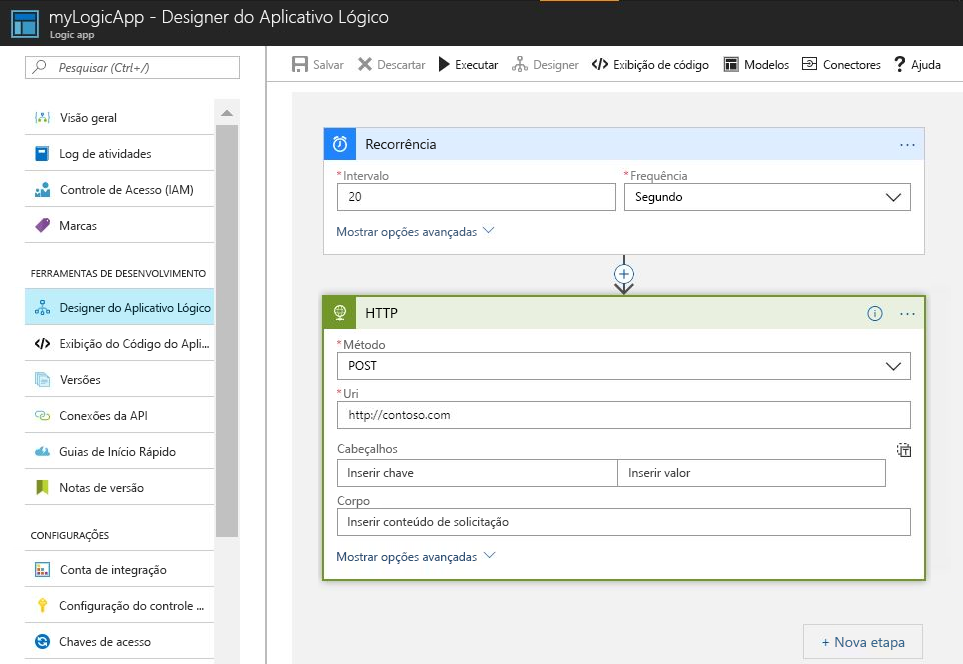 myLogicApp - Designer do Aplicativo Lógico
Logic app
Pesquisar (Ctrl+/)
Salvar Descartar Executar Designer Exibição de código Modelos Conectores ? Ajuda
Visão geral
Log de atividades
Controle de Acesso (IAM)
Marcas
FERRAMENTAS DE DESENVOLVIMENTO
Designer do Aplicativo Lógico
Exibição do Código do Apli...
Versões
Conexões da API
Guias de Início Rápido
Notas de versão
CONFIGURAÇÕES
Conta de integração
Configuração do controle ...
Chaves de acesso
Recorrência ...
*Intervalo *Frequência
20 Segundo
Mostrar opções avançadas
HTTP ...
*Método
POST
*Uri
http://contoso.com
Cabeçalhos
Inserir chave Inserir valor
Corpo
Inserir conteúdo de solicitação
Mostrar opções avançadas
+ Nova etapa